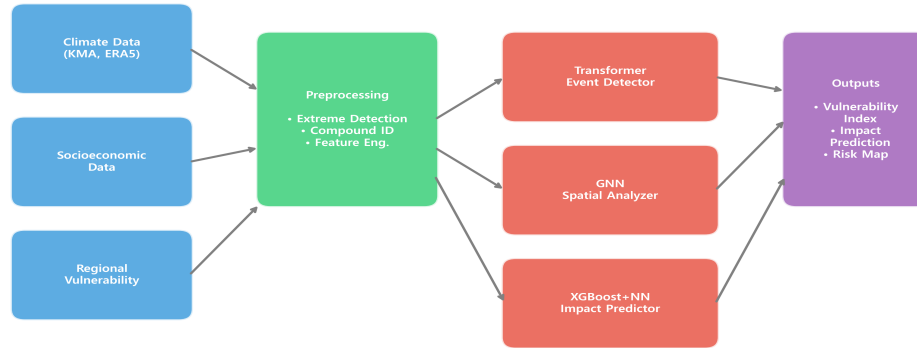 Climate Data
(KMA, ERA5)
Socioeconomic
Data
Regional
Vulnerability
Preprocessing
• Extreme Detection
• Compound ID
• Feature Eng.
Transformer
Event Detector
GNN
Spatial Analyzer
XGBoost+NN
Impact Predictor
Outputs
• Vulnerability
Index
• Impact
Prediction
• Risk Map